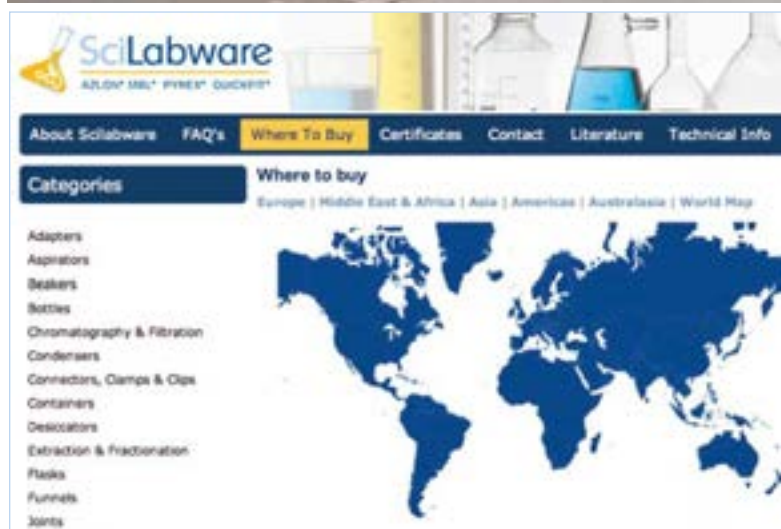 SciLabware
AZLON® MBL® PYREX® QUICKFIT®
About Scilabware FAQ's Where To Buy Certificates Contact Literature Technical Info
Categories
Where to buy
Europe | Middle East & Africa | Asia | Americas | Australasia | World Map
Adapters
Aspirators
Beakers
Bottles
Chromatography & Filtration
Condensers
Connectors, Clamps & Clips
Containers
Desiccators
Extraction & Fractionation
Flasks
Funnels
Joints